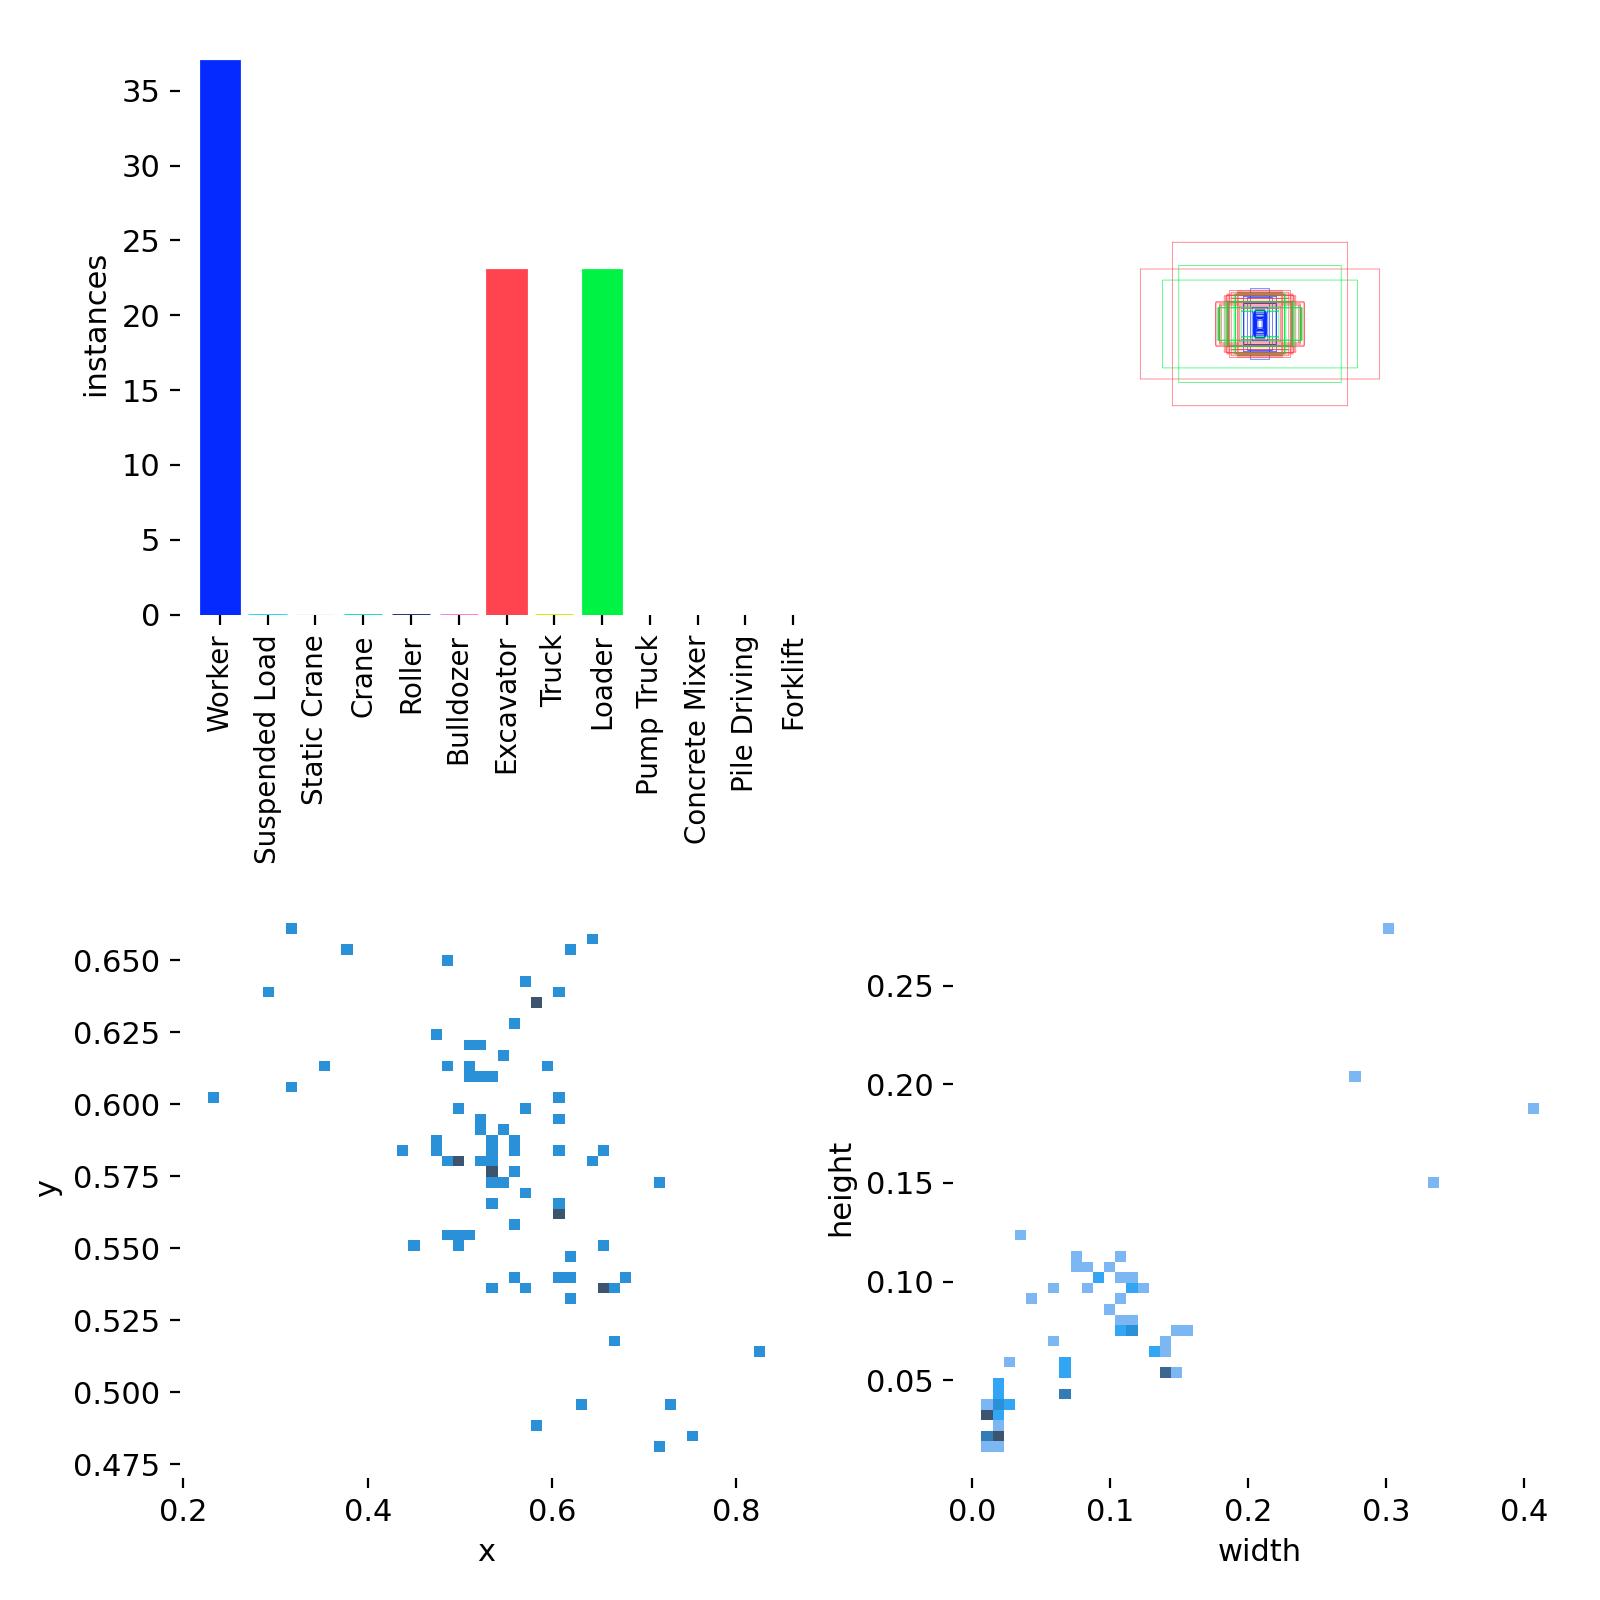 35
30
25
20
15
10
5
0
instances
Worker
Suspended Load
Static Crane
Crane
Roller
Bulldozer
Excavator
Truck
Loader
Pump Truck
Concrete Mixer
Pile Driving
Forklift
0.650
0.625
0.600
0.575
0.550
0.525
0.500
0.475
y
0.2 0.4 0.6 0.8
x
0.25
0.20
0.15
0.10
0.05
height
0.0 0.1 0.2 0.3 0.4
width